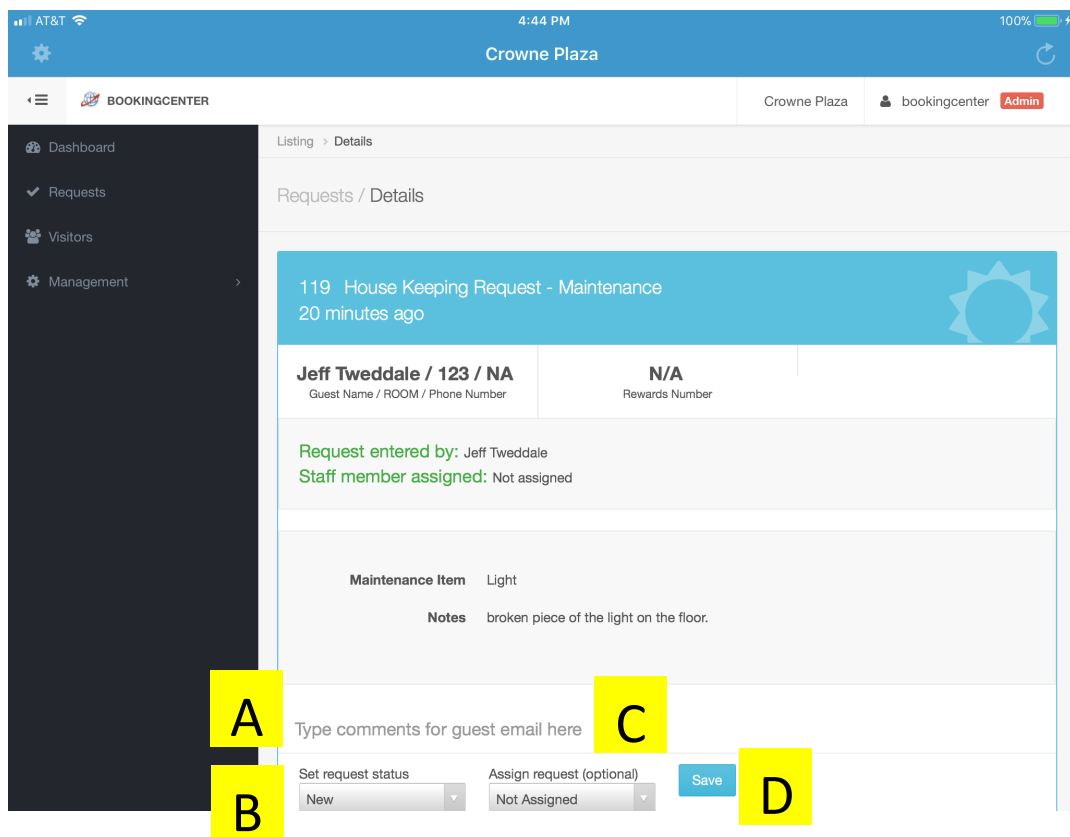 AT&T 4:44 PM 100%
Crowne Plaza
BOOKINGCENTER Crowne Plaza bookingcenter Admin
Dashboard
Requests
Visitors
Management
Listing > Details
Requests / Details
119 House Keeping Request - Maintenance
20 minutes ago
Jeff Tweddale / 123 / NA
Guest Name / ROOM / Phone Number
N/A
Rewards Number
Request entered by: Jeff Tweddale
Staff member assigned: Not assigned
Maintenance Item Light
Notes broken piece of the light on the floor.
A
Type comments for guest email here
C
B
Set request status
New
Assign request (optional)
Not Assigned
Save
D